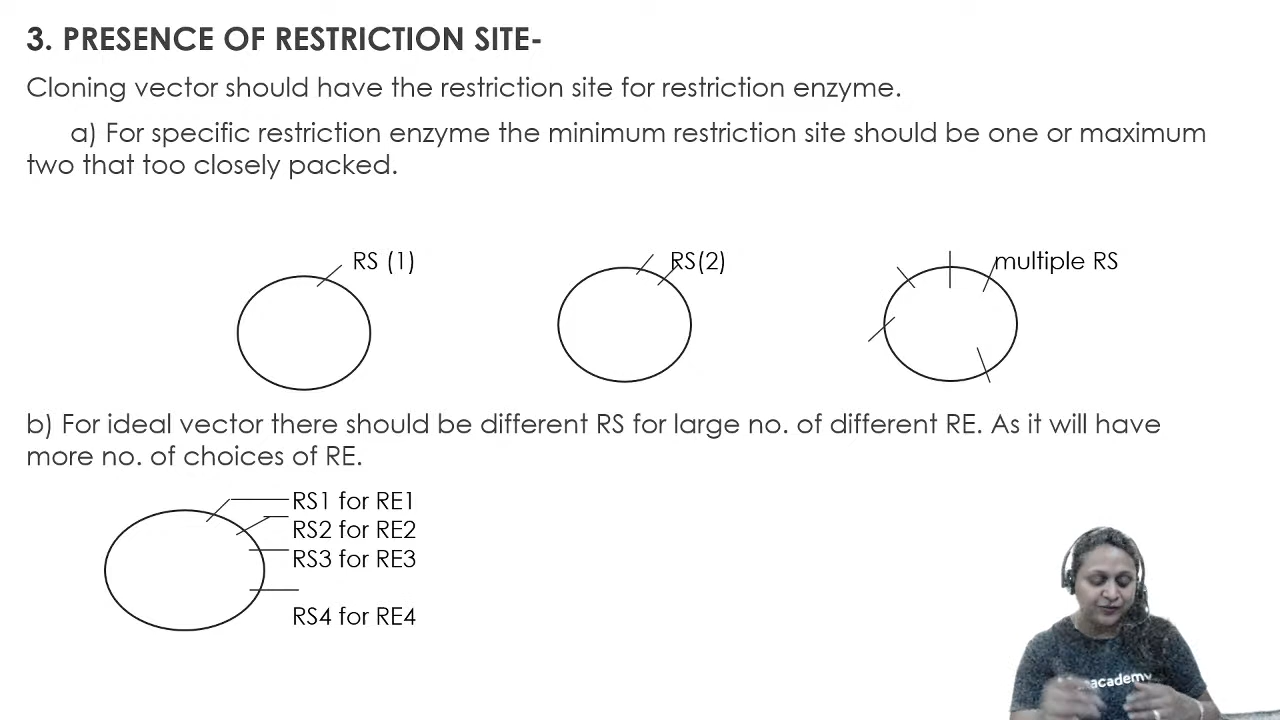 3. PRESENCE OF RESTRICTION SITE-
Cloning vector should have the restriction site for restriction enzyme.
a) For specific restriction enzyme the minimum restriction site should be one or maximum
two that too closely packed.
RS (1)
RS(2)
multiple RS
b) For ideal vector there should be different RS for large no. of different RE. As it will have
more no. of choices of RE.
RS1 for RE1
RS2 for RE2
RS3 for RE3
RS4 for RE4
academy